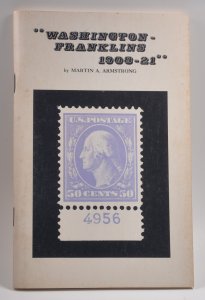 "WASHINGTON-
FRANKLINS
1908-21"
by MARTIN A. ARMSTRONG
U.S. POSTAGE
50 CENTS 50
4956